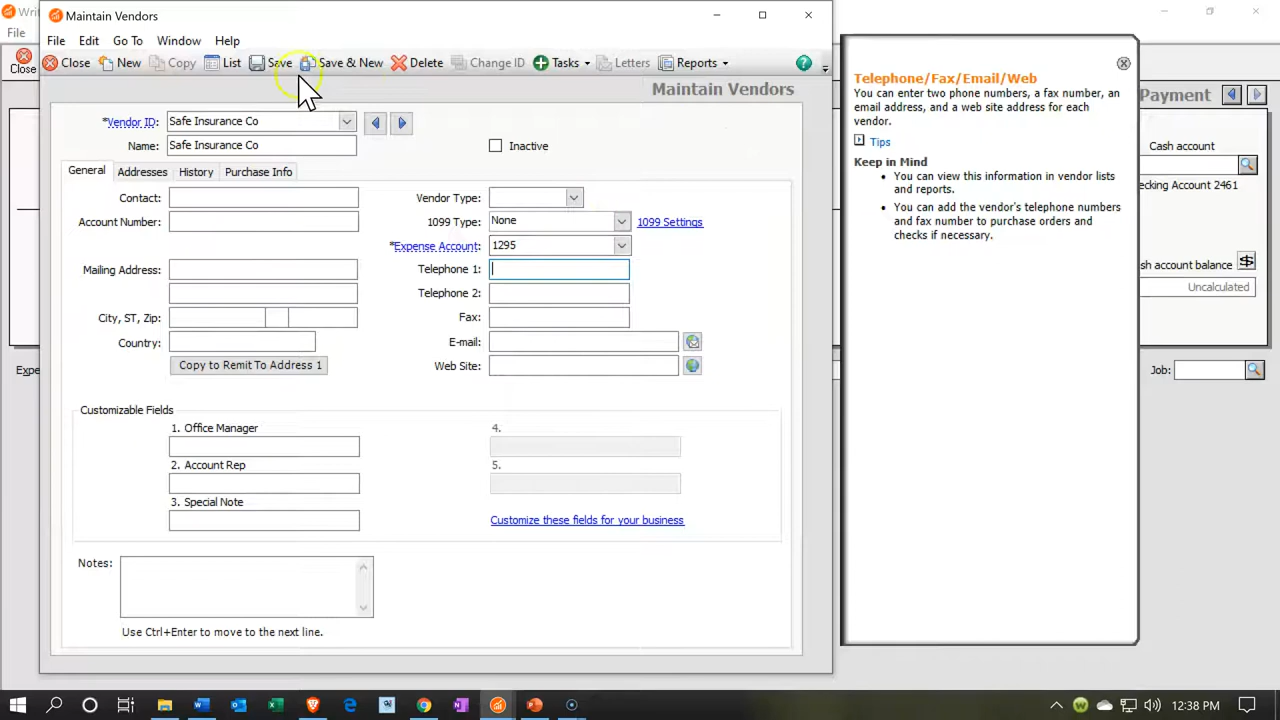 Writ
Maintain Vendors
File
File Edit Go To Window Help
Close
Close New Copy List Save Save & New Delete Change ID Tasks Letters Reports
Maintain Vendors
Payment
*Vendor ID: Safe Insurance Co
Name: Safe Insurance Co
Inactive
General Addresses History Purchase Info
Contact:
Account Number:
Mailing Address:
City, ST, Zip:
Country:
Copy to Remit To Address 1
Vendor Type:
1099 Type: None 1099 Settings
*Expense Account: 1295
Telephone 1:
Telephone 2:
Fax:
E-mail:
Web Site:
Customizable Fields
1. Office Manager
2. Account Rep
3. Special Note
4.
5.
Customize these fields for your business
Notes:
Use Ctrl+Enter to move to the next line.
Telephone/Fax/Email/Web
You can enter two phone numbers, a fax number, an
email address, and a web site address for each
vendor.
Tips
Keep in Mind
You can view this information in vendor lists
and reports.
You can add the vendor's telephone numbers
and fax number to purchase orders and
checks if necessary.
Cash account
ecking Account 2461
sh account balance
Uncalculated
Expe
Job:
12:38 PM